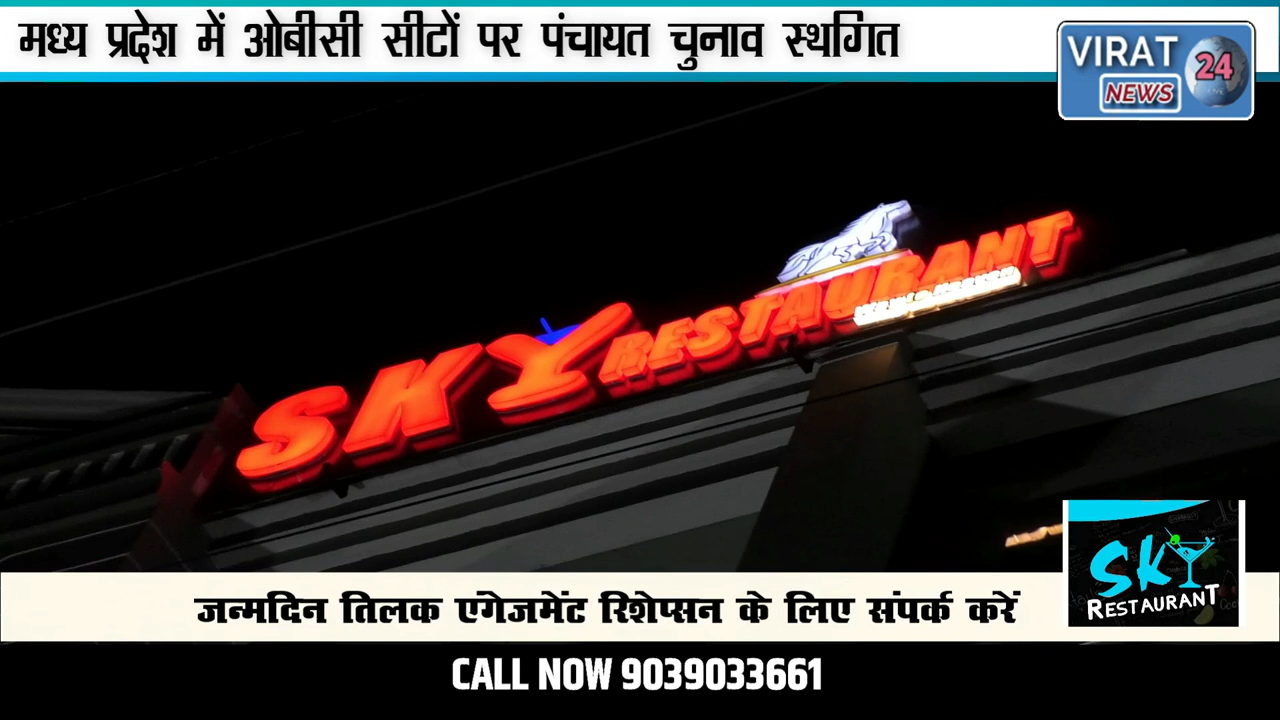 मध्य प्रदेश में ओबीसी सीटों पर पंचायत चुनाव स्थगित
VIRAT 24
NEWS
SKY RESTAURANT
SKY
RESTAURANT
जन्मदिन तिलक एंगेजमेंट रिशेप्सन के लिए संपर्क करें
CALL NOW 9039033661